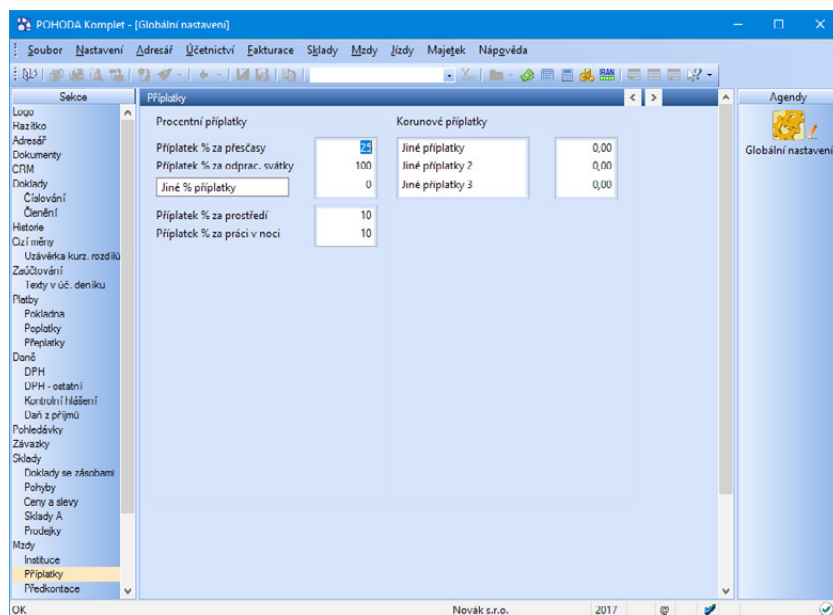 POHODA Komplet - [Globální nastavení]
Soubor Nastavení Adresář Účetnictví Fakturace Sklady Mzdy Jízdy Majetek Nápověda
IBAN
Sekce
Příplatky
Agendy
Logo
Razítko
Adresář
Dokumenty
CRM
Doklady
Číslování
Členění
Historie
Cizí měny
Uzávěrka kurz. rozdílů
Zaúčtování
Texty v úč. deníku
Platby
Pokladna
Poplatky
Přeplatky
Daně
DPH
DPH - ostatní
Kontrolní hlášení
Daň z příjmů
Pohledávky
Závazky
Sklady
Doklady se zásobami
Pohyby
Ceny a slevy
Sklady A
Prodejky
Mzdy
Instituce
Příplatky
Předkontace
Procentní příplatky
Příplatek % za přesčasy 25
Příplatek % za odprac. svátky 100
Jiné % příplatky 0
Příplatek % za prostředí 10
Příplatek % za práci v noci 10
Korunové příplatky
Jiné příplatky 0,00
Jiné příplatky 2 0,00
Jiné příplatky 3 0,00
Globální nastavení
OK Novák s.r.o. 2017 @